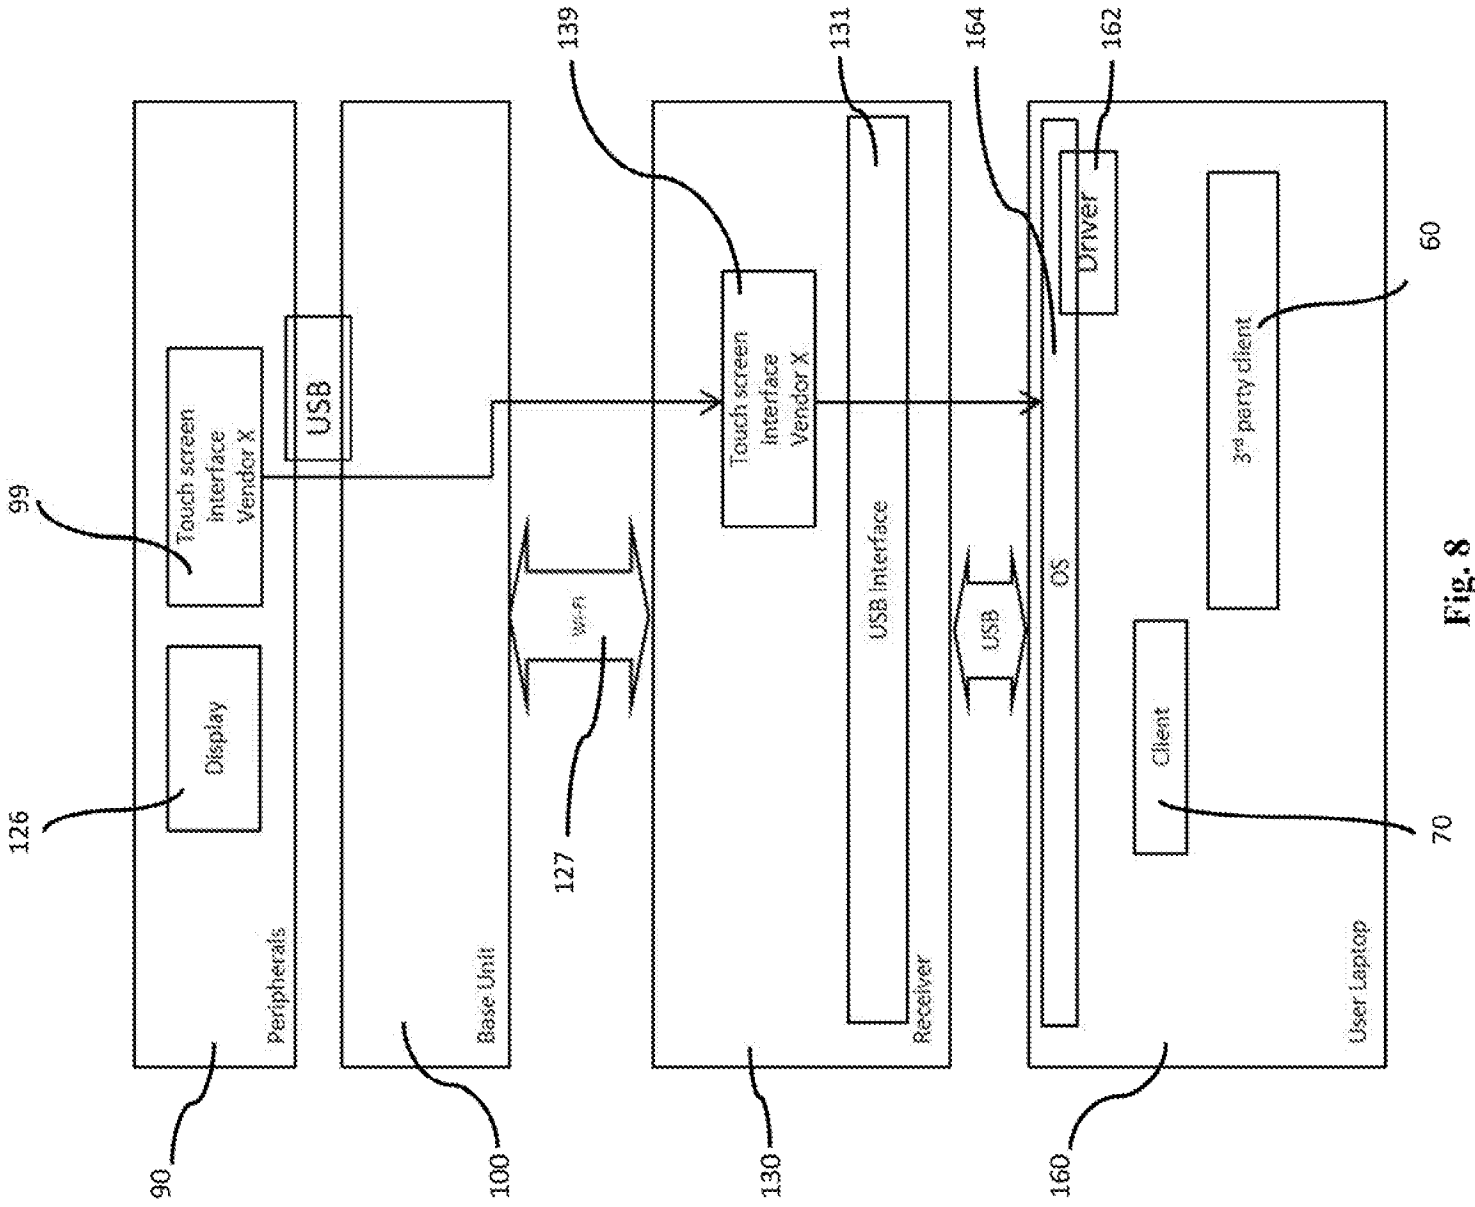 90
Peripherals
126
Display
99
Touch screen
Interface
Vendor X
USB
100
Base Unit
127
Wi-Fi
130
Receiver
139
Touch screen
Interface
Vendor X
131
USB Interface
USB
160
User Laptop
164
OS
162
Driver
70
Client
60
3rd party client
Fig. 8